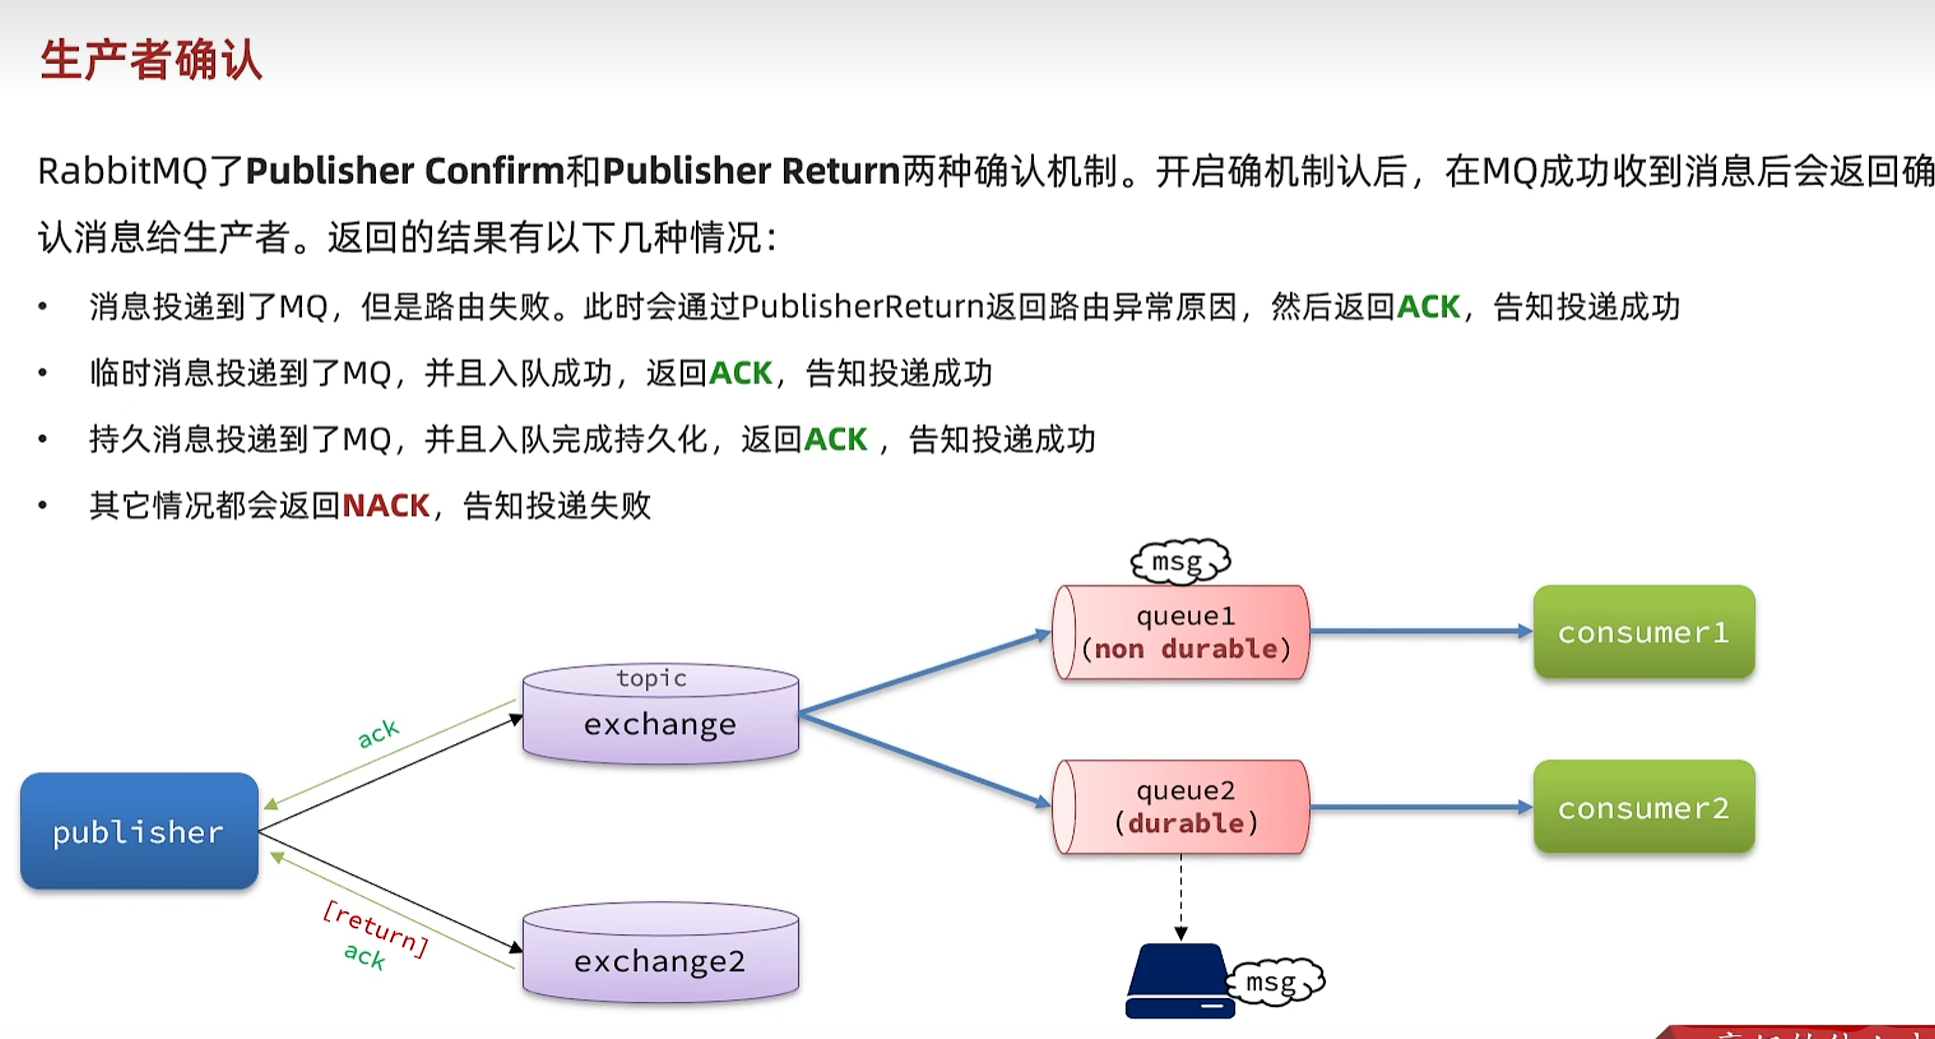 生产者确认
RabbitMQ了Publisher Confirm和Publisher Return两种确认机制。开启确机制认后，在MQ成功收到消息后会返回确
认消息给生产者。返回的结果有以下几种情况：
• 消息投递到了MQ，但是路由失败。此时会通过PublisherReturn返回路由异常原因，然后返回ACK，告知投递成功
• 临时消息投递到了MQ，并且入队成功，返回ACK，告知投递成功
• 持久消息投递到了MQ，并且入队完成持久化，返回ACK ，告知投递成功
• 其它情况都会返回NACK，告知投递失败
msg
queue1
(non durable)
consumer1
topic
exchange
ack
queue2
(durable)
consumer2
publisher
[return]
ack
exchange2
msg